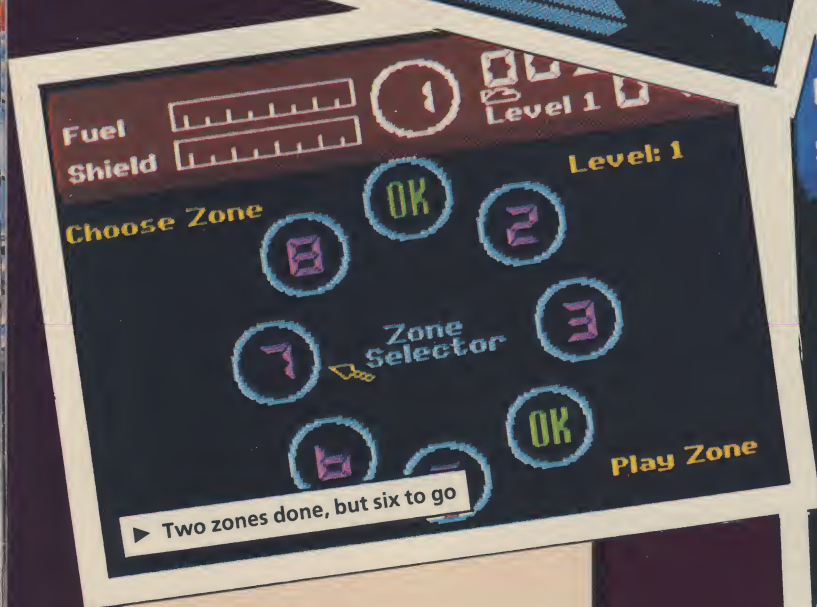 Fuel
Shield
1
Level 1
Level: 1
Choose Zone
OK
8
2
Zone
Selector
7
3
6
OK
Play Zone
► Two zones done, but six to go